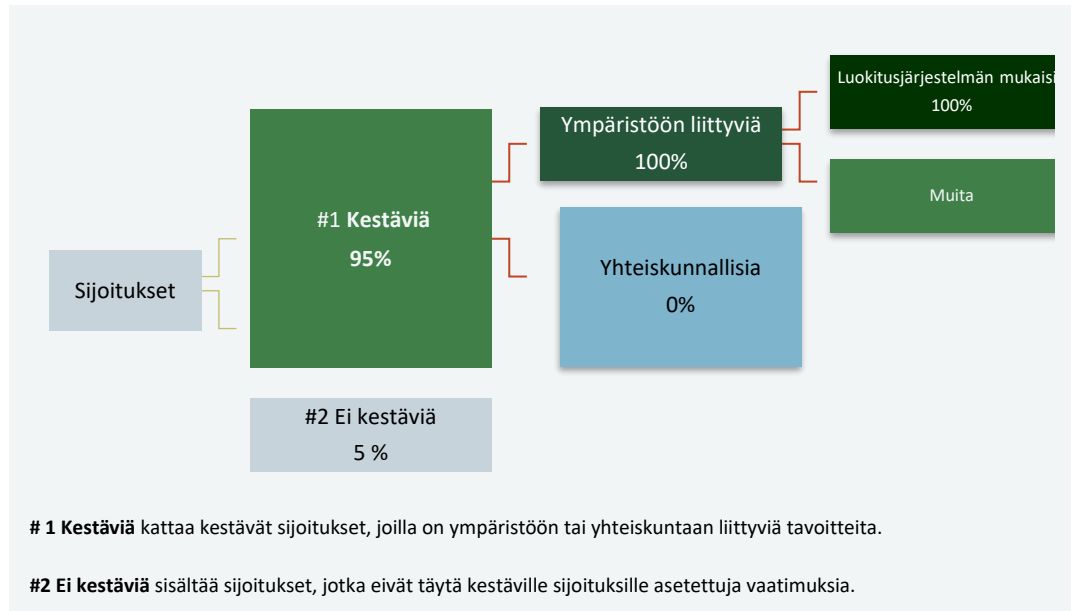 Luokitusjärjestelmän mukaisi
100%
Ympäristöön liittyviä
100%
Muita
#1 Kestäviä
95%
Yhteiskunnallisia
0%
Sijoitukset
#2 Ei kestäviä
5 %
# 1 Kestäviä kattaa kestävät sijoitukset, joilla on ympäristöön tai yhteiskuntaan liittyviä tavoitteita.
#2 Ei kestäviä sisältää sijoitukset, jotka eivät täytä kestäville sijoituksille asetettuja vaatimuksia.